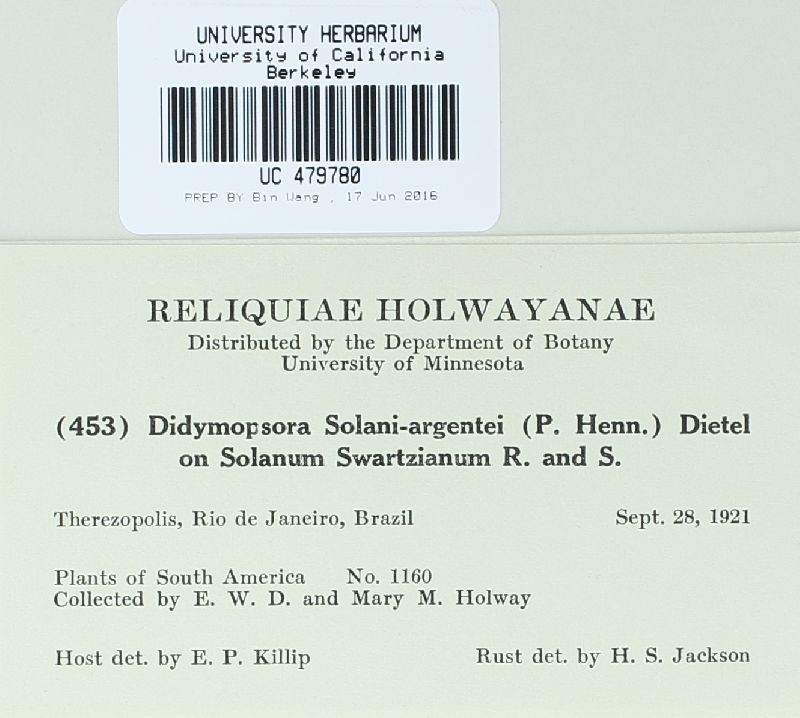 UNIVERSITY HERBARIUM
University of California
Berkeley
UC 479780
PREP BY Bin Wang , 17 Jun 2016
RELIQUIAE HOLWAYANAE
Distributed by the Department of Botany
University of Minnesota
(453) Didymopsora Solani-argentei (P. Henn.) Dietel
on Solanum Swartzianum R. and S.
Therezopolis, Rio de Janeiro, Brazil Sept. 28, 1921
Plants of South America No. 1160
Collected by E. W. D. and Mary M. Holway
Host det. by E. P. Killip Rust det. by H. S. Jackson